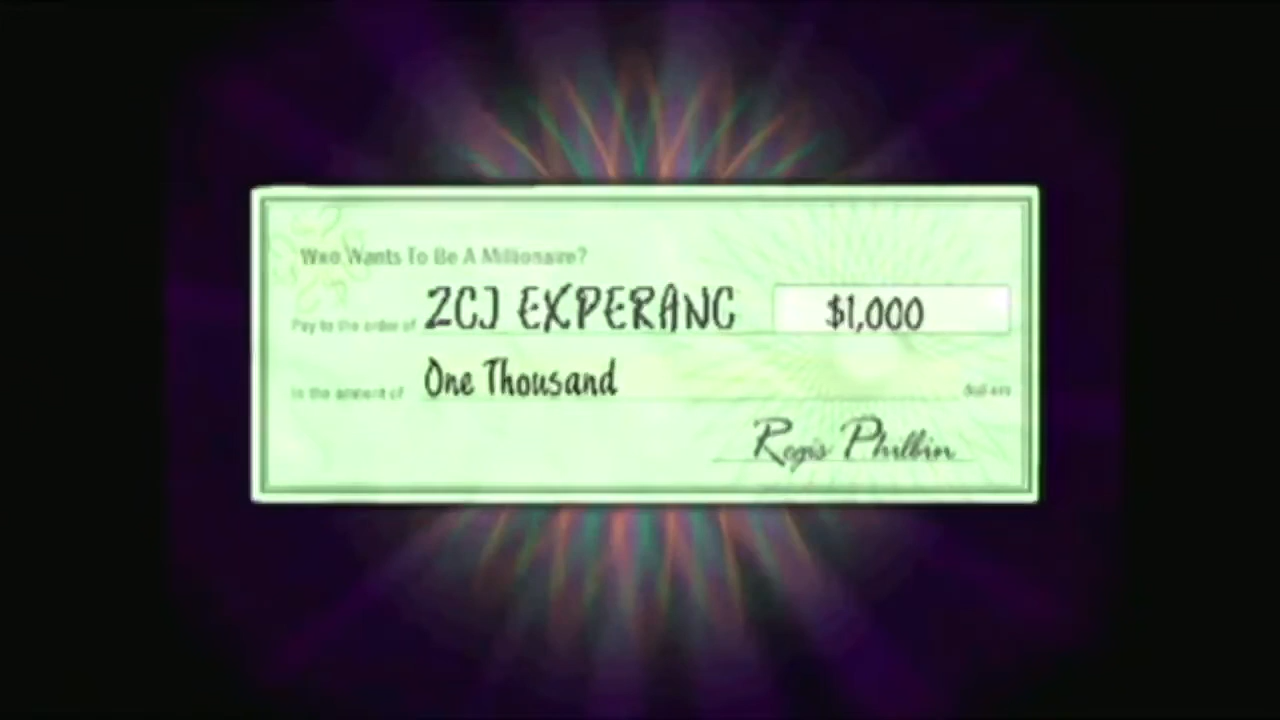 Who Wants To Be A Millionaire?
Pay to the order of ZCJ EXPERANC $1,000
In the amount of One Thousand dollars
Regis Philbin